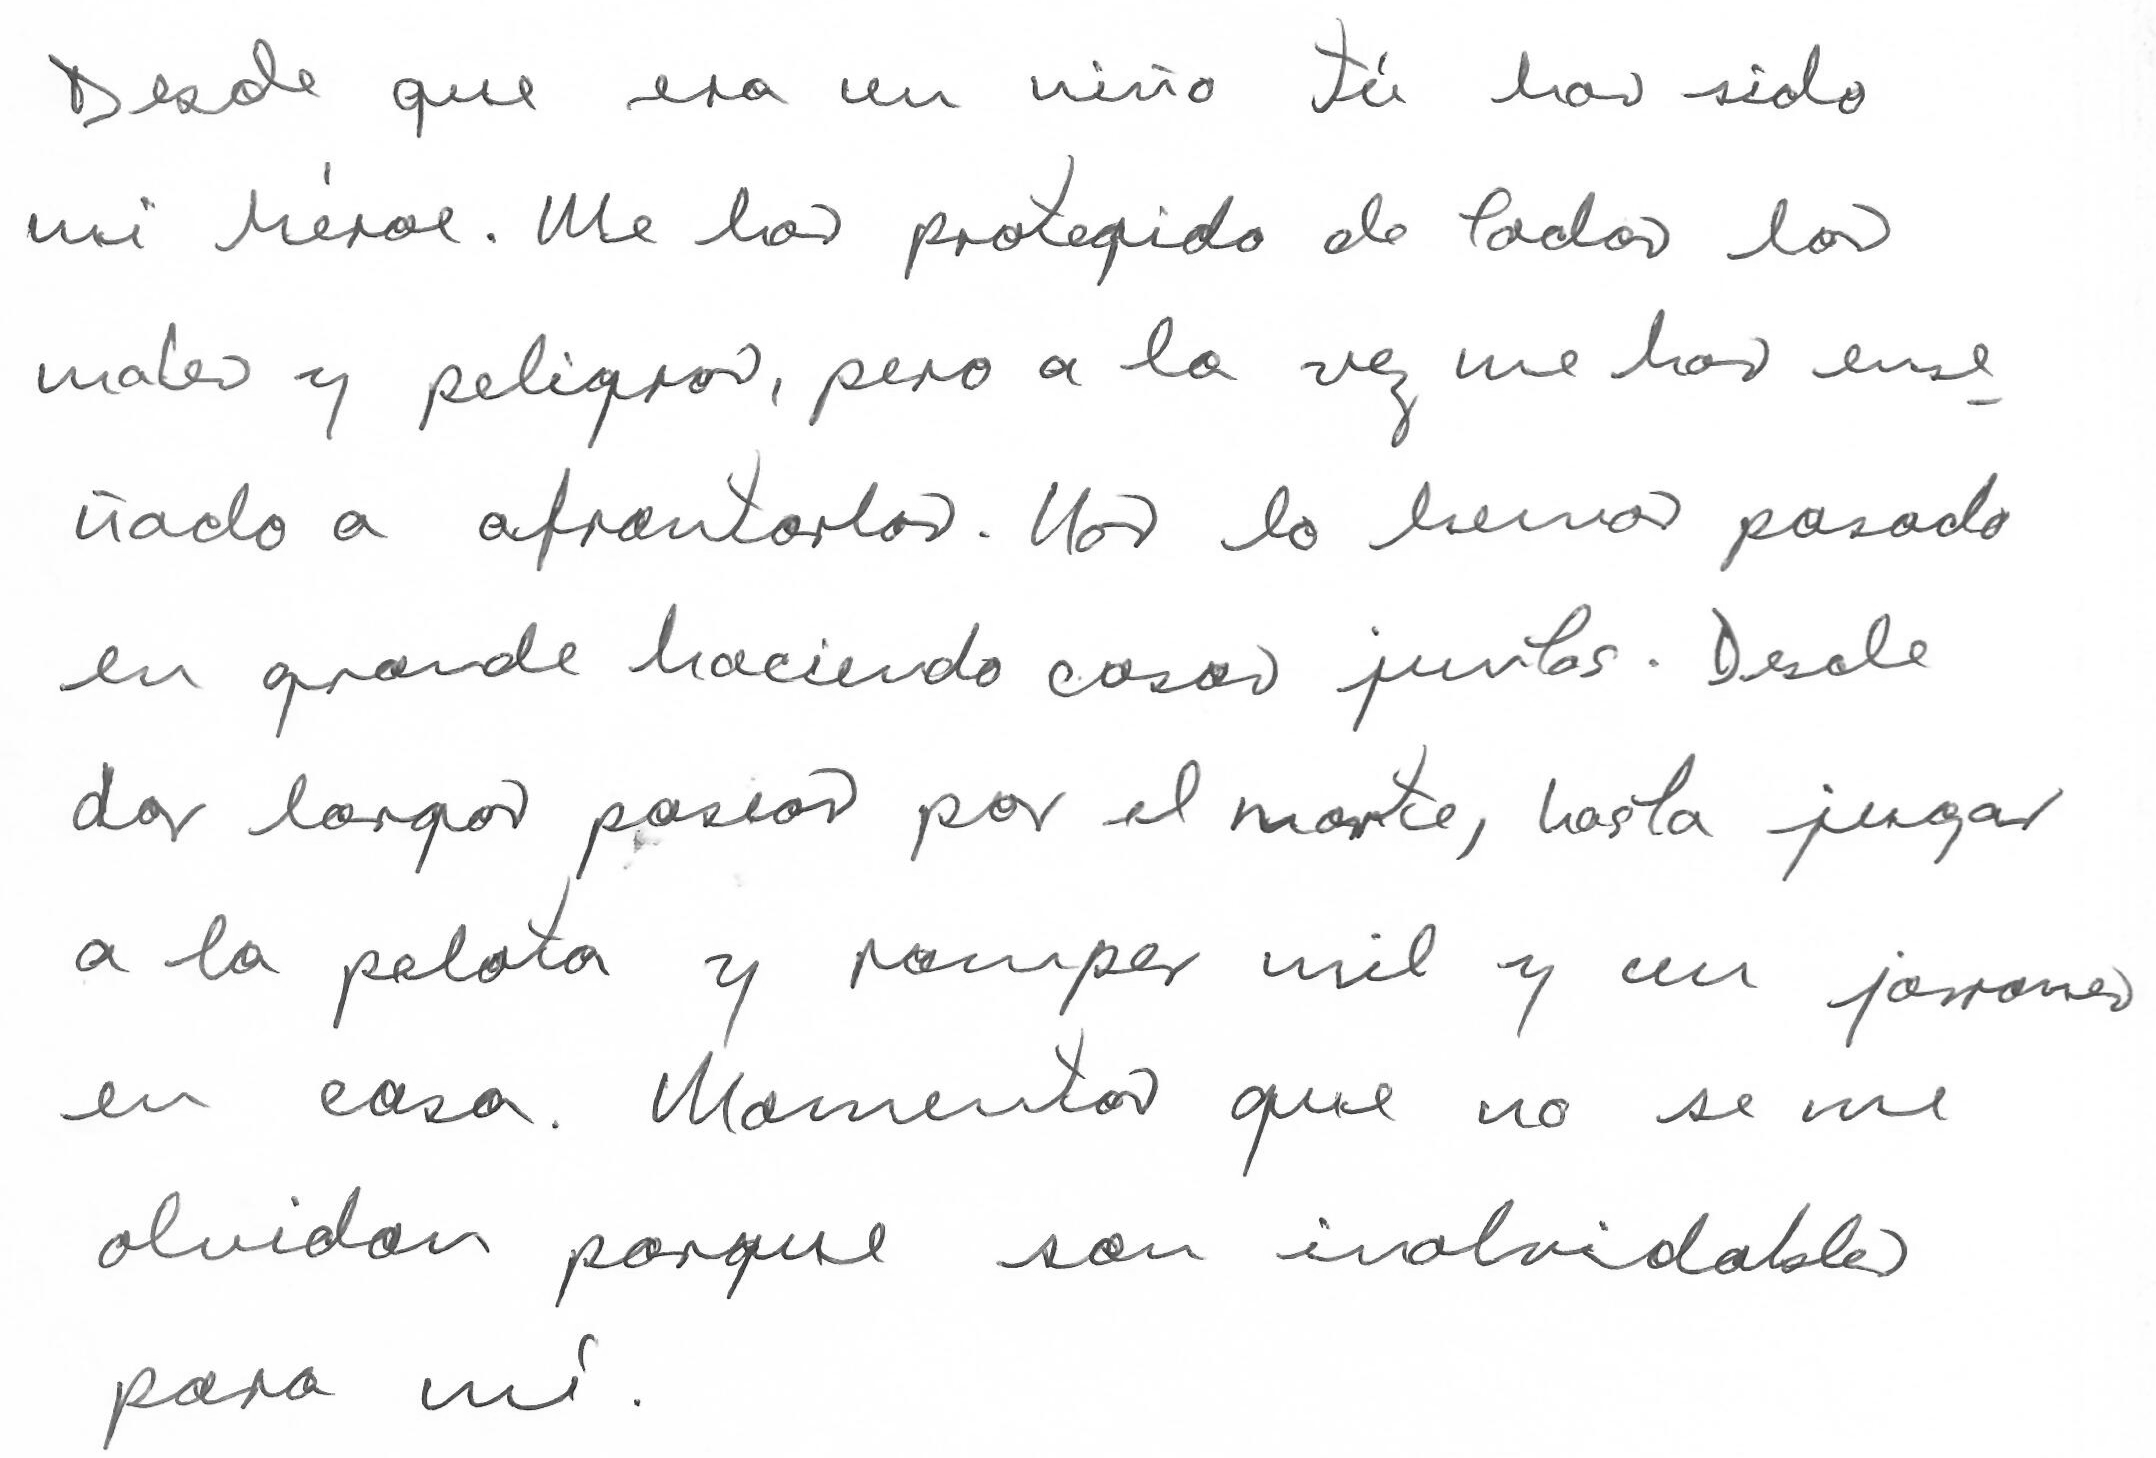 Desde que era un niño tú has sido
mi héroe. Me has protegido de todos los
males y peligros, pero a la vez me has ense_
ñado a afrontarlos. Nos lo hemos pasado
en grande haciendo cosas juntos. Desde
dar largos paseos por el monte, hasta jugar
a la pelota y romper mil y un jarrones
en casa. Momentos que no se me
olvidan porque son inolvidables
para mí.